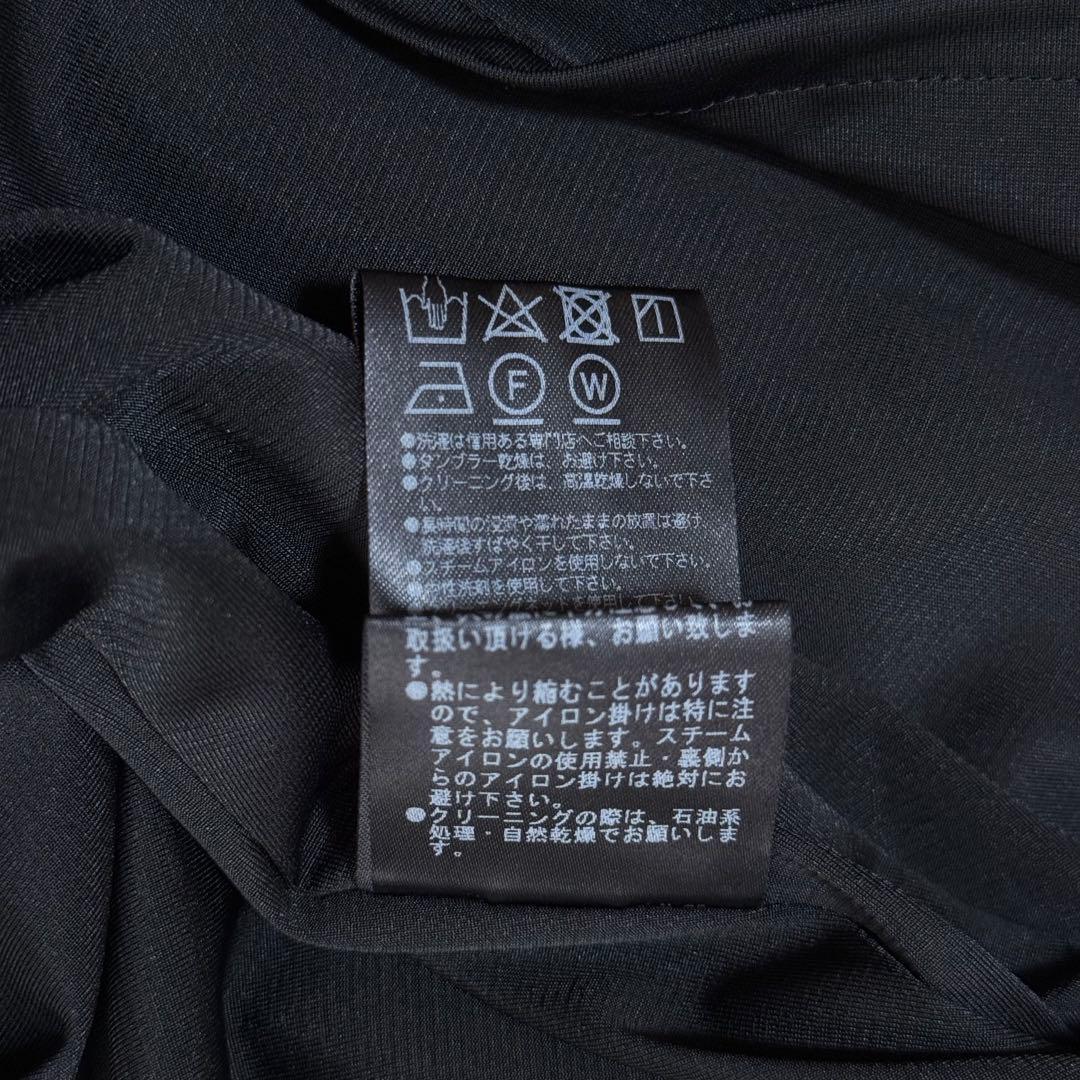 F W
●洗濯は信用ある専門店へご相談下さい。
●タンブラー乾燥は、お避け下さい。
●クリーニング後は、高温乾燥しないで下さ
い。
●長時間の浸漬や濡れたままの放置は避け、
洗濯後すばやく干して下さい。
●スチームアイロンを使用しないで下さい。
●中性洗剤を使用して下さい。
を使用して下さい。
取扱い頂ける様、お願い致しま
す。
●熱により縮むことがあります
ので、アイロン掛けは特に注
意をお願いします。スチーム
アイロンの使用禁止・裏側か
らのアイロン掛けは絶対にお
避け下さい。
●クリーニングの際は、石油系
処理・自然乾燥でお願いしま
す。